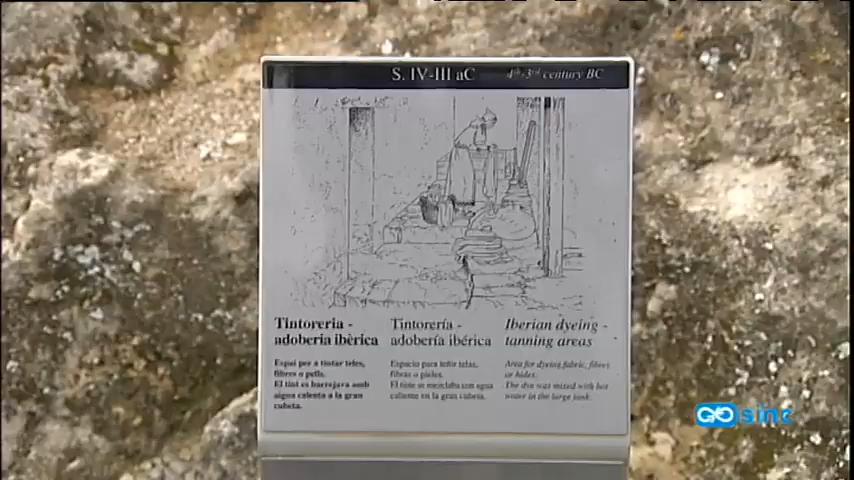 S. IV-III aC
4th-3rd century BC
Tintoreria -
adoberia ibèrica
Espai per a tintar teles,
fibres o pells.
El tint es barrejava amb
aigua calenta a la gran
cubeta.
Tintorería -
adobería ibérica
Espacio para teñir telas,
fibras o pieles.
El tinte se mezclaba con agua
caliente en la gran cubeta.
Iberian dyeing -
tanning areas
Area for dyeing fabric, fibres
or hides.
The dye was mixed with hot
water in the large tank.
sinc